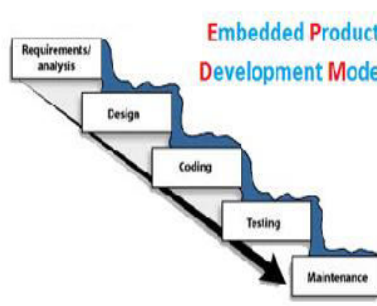 Embedded Product
Development Mode
Requirements/
analysis
Design
Coding
Testing
Maintenance